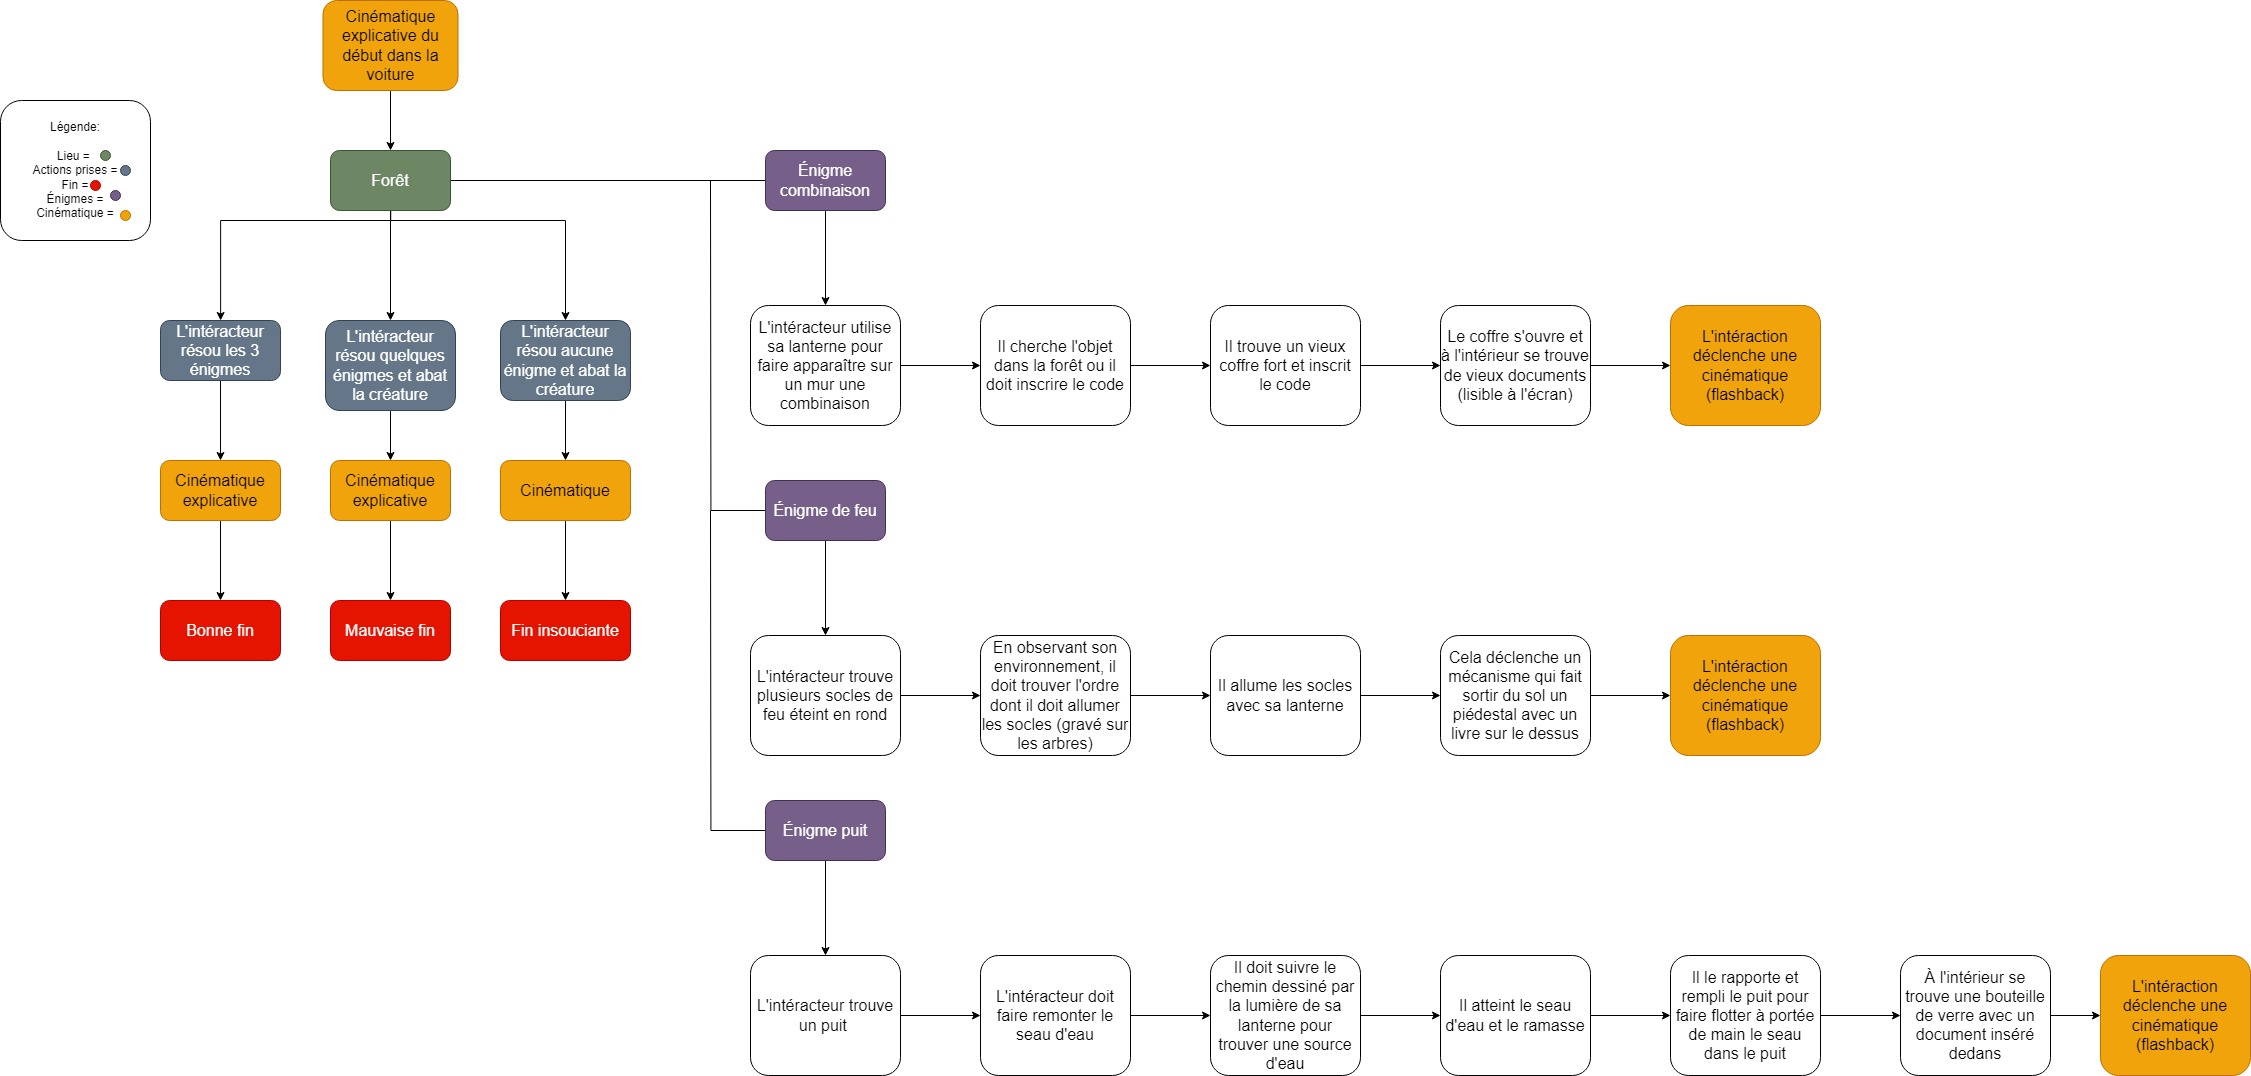 Cinématique
explicative du
début dans la
voiture
Légende:
Lieu =
Actions prises =
Fin =
Énigmes =
Cinématique =
Forêt
L'intéracteur
résou les 3
énigmes
L'intéracteur
résou quelques
énigmes et abat
la créature
L'intéracteur
résou aucune
énigme et abat la
créature
Cinématique
explicative
Cinématique
explicative
Cinématique
Bonne fin
Mauvaise fin
Fin insouciante
Énigme
combinaison
L'intéracteur utilise
sa lanterne pour
faire apparaître sur
un mur une
combinaison
Il cherche l'objet
dans la forêt ou il
doit inscrire le code
Il trouve un vieux
coffre fort et inscrit
le code
Le coffre s'ouvre et
à l'intérieur se trouve
de vieux documents
(lisible à l'écran)
L'intéraction
déclenche une
cinématique
(flashback)
Énigme de feu
L'intéracteur trouve
plusieurs socles de
feu éteint en rond
En observant son
environnement, il
doit trouver l'ordre
dont il doit allumer
les socles (gravé sur
les arbres)
Il allume les socles
avec sa lanterne
Cela déclenche un
mécanisme qui fait
sortir du sol un
piédestal avec un
livre sur le dessus
L'intéraction
déclenche une
cinématique
(flashback)
Énigme puit
L'intéracteur trouve
un puit
L'intéracteur doit
faire remonter le
seau d'eau
Il doit suivre le
chemin dessiné par
la lumière de sa
lanterne pour
trouver une source
d'eau
Il atteint le seau
d'eau et le ramasse
Il le rapporte et
rempli le puit pour
faire flotter à portée
de main le seau
dans le puit
À l'intérieur se
trouve une bouteille
de verre avec un
document inséré
dedans
L'intéraction
déclenche une
cinématique
(flashback)